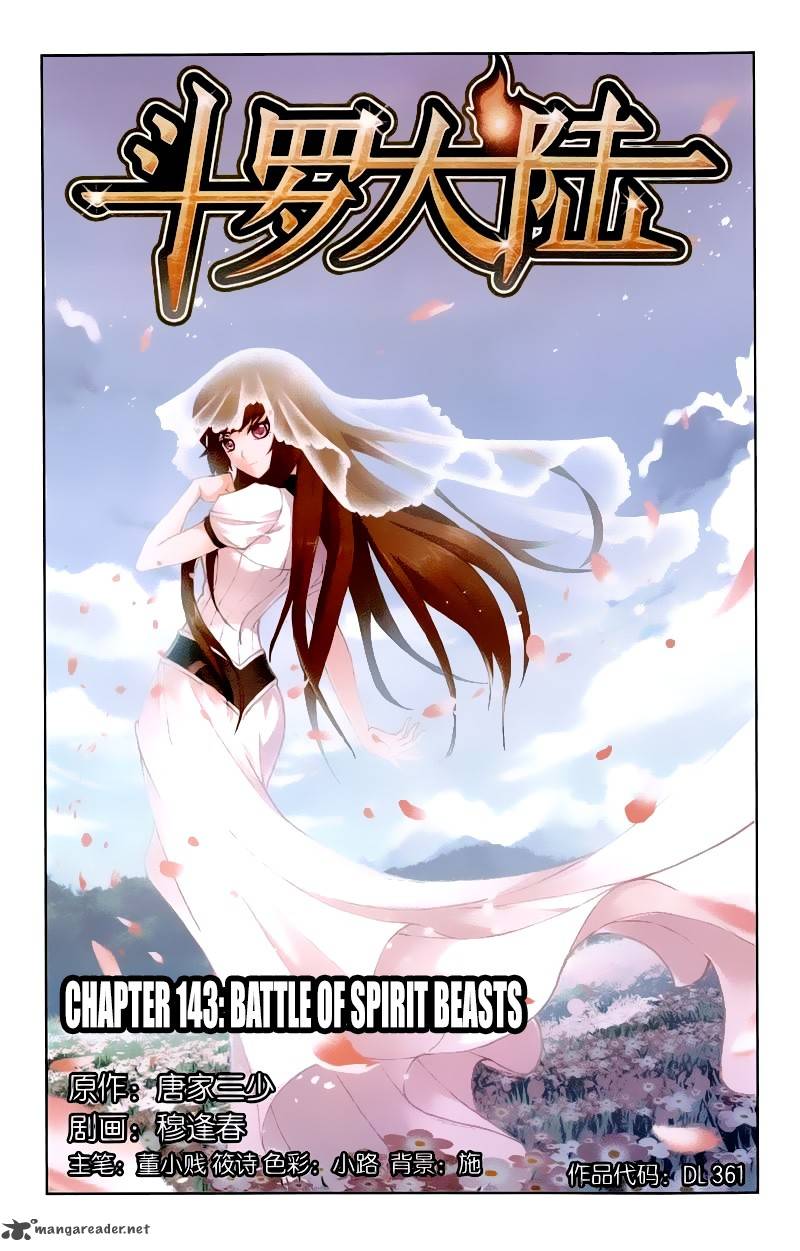 斗罗大陆
CHAPTER 143: BATTLE OF SPIRIT BEASTS
原作：唐家三少
剧画：穆逢春
主笔：董小贱 筱诗 色彩：小路 背景：施
作品代码：DL 361
mangareader.net